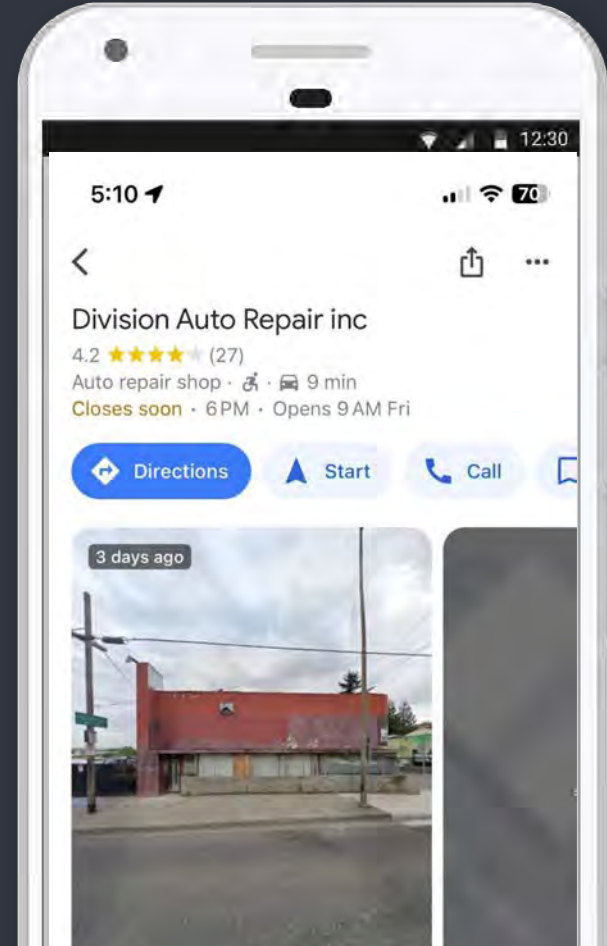 12:30
5:10
70
Division Auto Repair inc
4.2 (27)
Auto repair shop · 9 min
Closes soon · 6 PM · Opens 9 AM Fri
Directions
Start
Call
3 days ago